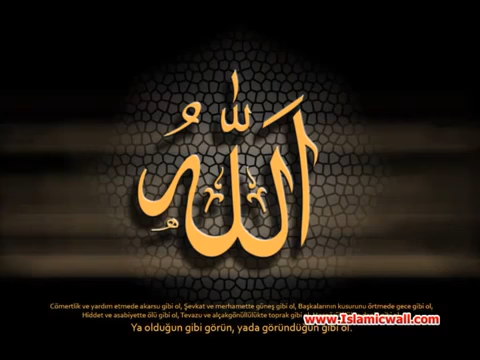 الله
Cömertlik ve yardım etmede akarsu gibi ol, Şevkat ve merhamette güneş gibi ol, Başkalarının kusurunu örtmede gece gibi ol,
Hiddet ve asabiyette ölü gibi ol, Tevazu ve alçakgönüllülükte toprak gibi ol,
www.Islamicwall.com
Ya olduğun gibi görün, yada göründüğün gibi ol.